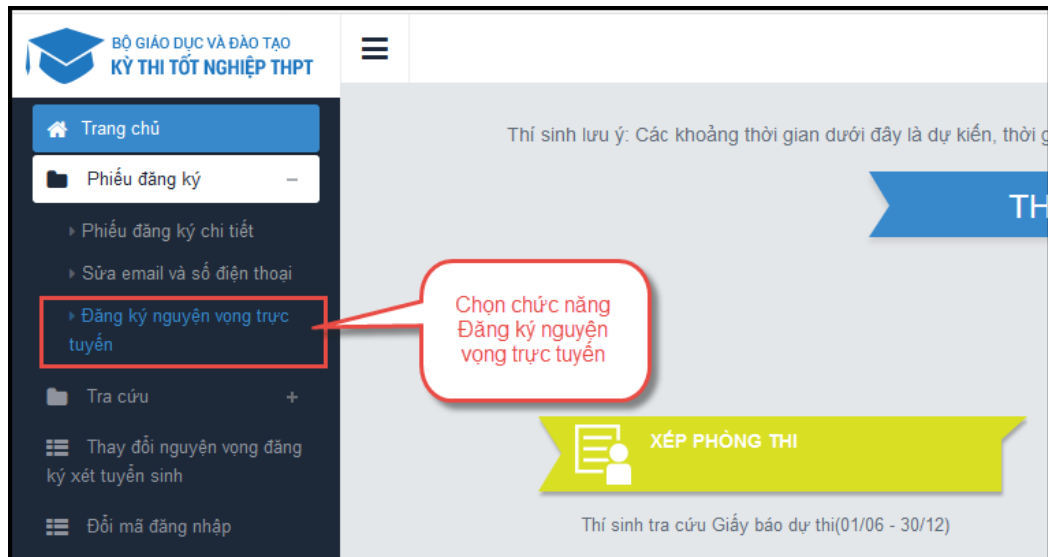 BỘ GIÁO DỤC VÀ ĐÀO TẠO
KỲ THI TỐT NGHIỆP THPT
Trang chủ
Phiếu đăng ký
Phiếu đăng ký chi tiết
Sửa email và số điện thoại
Đăng ký nguyện vọng trực
tuyến
Tra cứu
Thay đổi nguyện vọng đăng
ký xét tuyển sinh
Đổi mã đăng nhập
Thí sinh lưu ý: Các khoảng thời gian dưới đây là dự kiến, thời g
TH
Chọn chức năng
Đăng ký nguyện
vọng trực tuyến
XẾP PHÒNG THI
Thí sinh tra cứu Giấy báo dự thi(01/06 - 30/12)